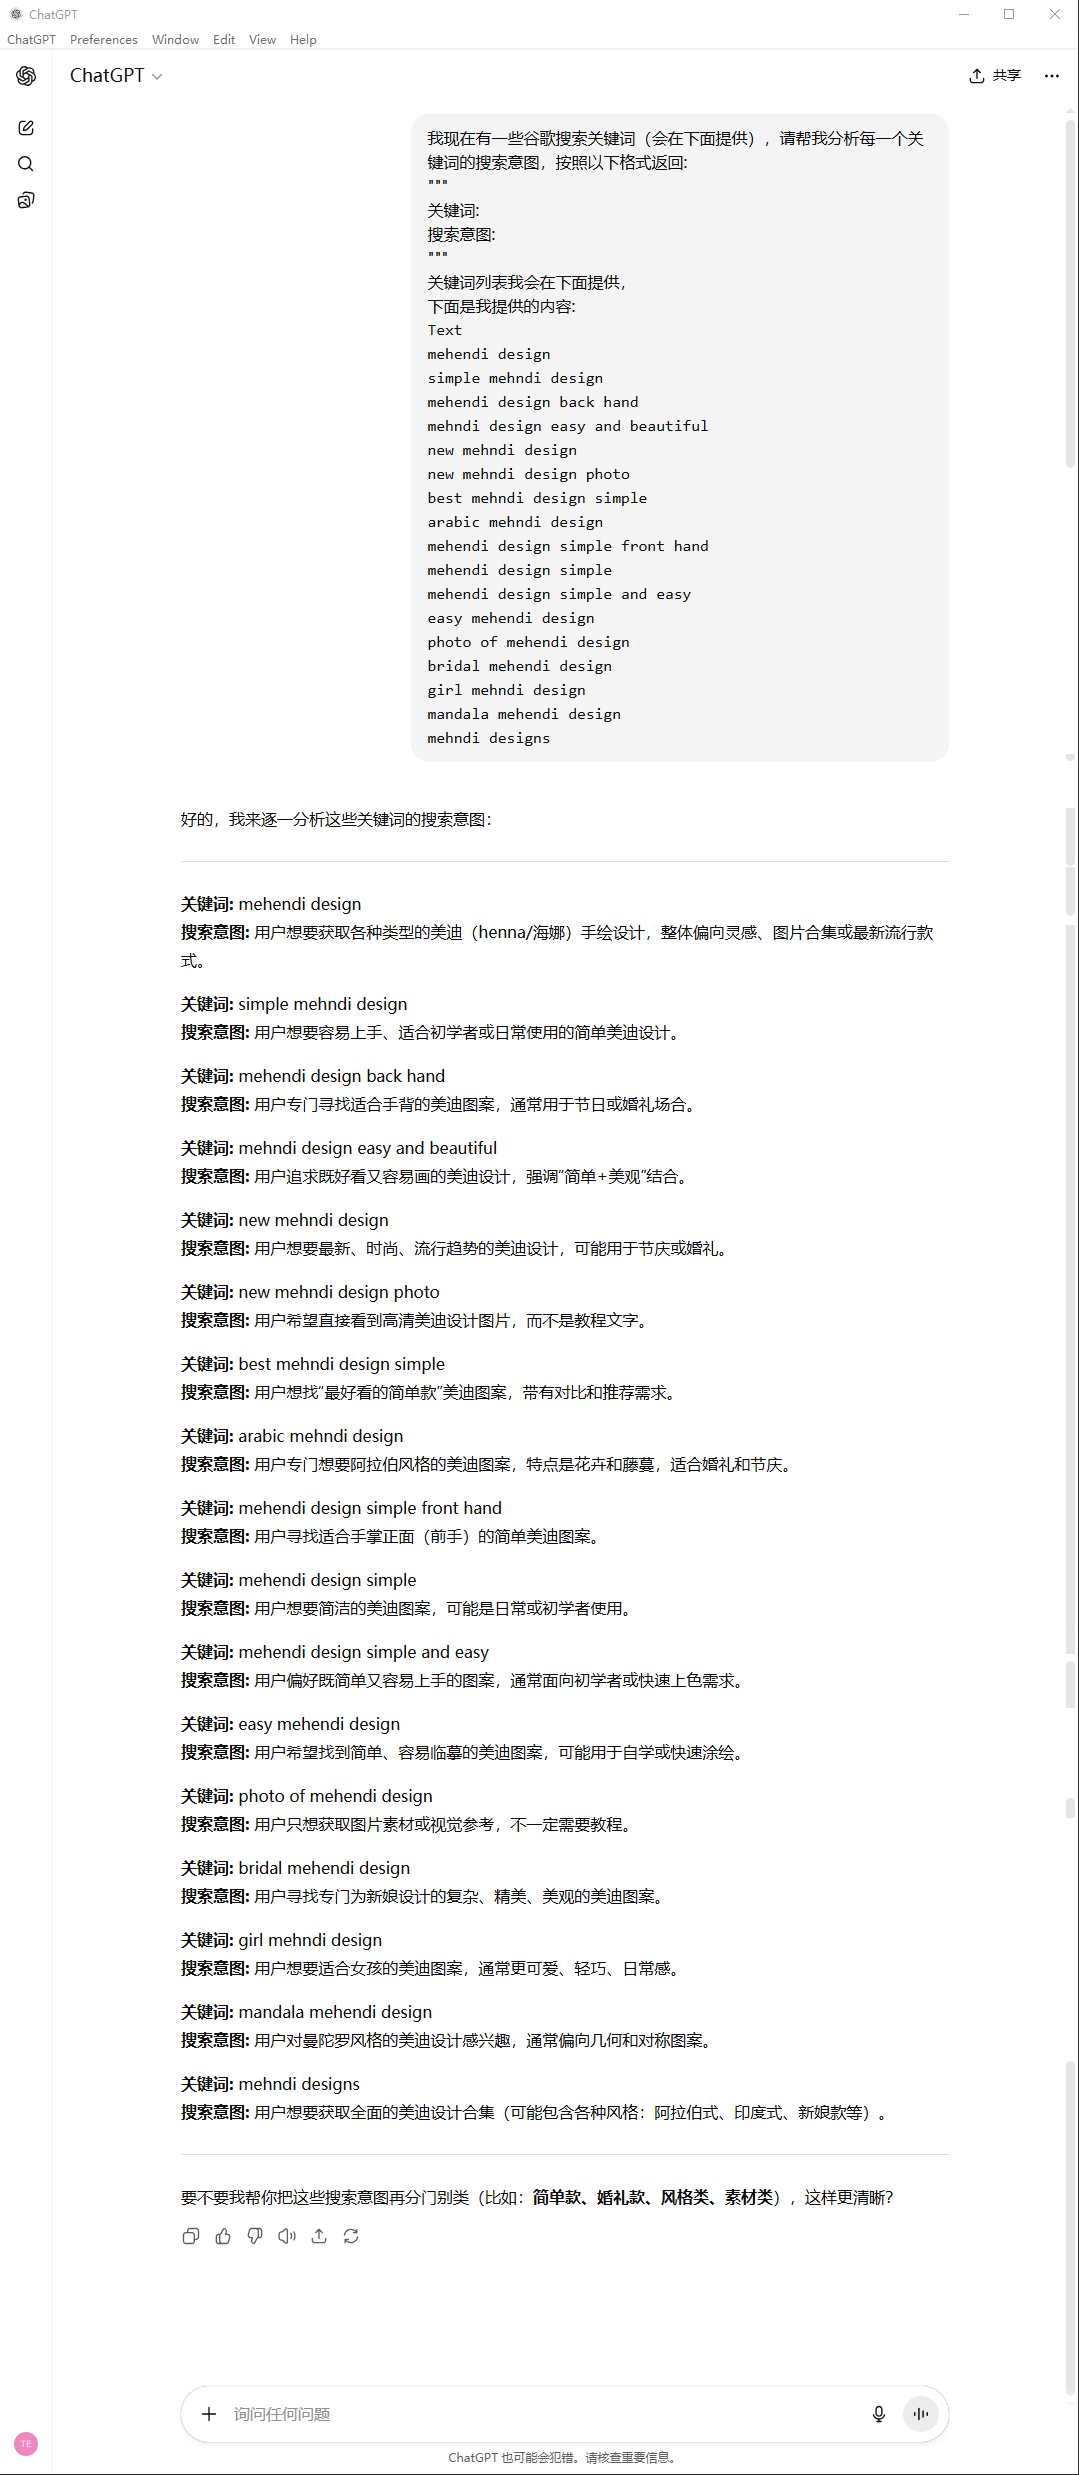 ChatGPT
ChatGPT Preferences Window Edit View Help
ChatGPT
共享
我现在有一些谷歌搜索关键词（会在下面提供），请帮我分析每一个关
键词的搜索意图，按照以下格式返回:
"""
关键词:
搜索意图:
"""
关键词列表我会在下面提供，
下面是我提供的内容:
Text
mehendi design
simple mehndi design
mehendi design back hand
mehndi design easy and beautiful
new mehndi design
new mehndi design photo
best mehndi design simple
arabic mehndi design
mehendi design simple front hand
mehendi design simple
mehendi design simple and easy
easy mehendi design
photo of mehendi design
bridal mehendi design
girl mehndi design
mandala mehendi design
mehndi designs
好的，我来逐一分析这些关键词的搜索意图：
关键词: mehendi design
搜索意图: 用户想要获取各种类型的美迪（henna/海娜）手绘设计，整体偏向灵感、图片合集或最新流行款
式。
关键词: simple mehndi design
搜索意图: 用户想要容易上手、适合初学者或日常使用的简单美迪设计。
关键词: mehendi design back hand
搜索意图: 用户专门寻找适合手背的美迪图案，通常用于节日或婚礼场合。
关键词: mehndi design easy and beautiful
搜索意图: 用户追求既好看又容易画的美迪设计，强调“简单+美观”结合。
关键词: new mehndi design
搜索意图: 用户想要最新、时尚、流行趋势的美迪设计，可能用于节庆或婚礼。
关键词: new mehndi design photo
搜索意图: 用户希望直接看到高清美迪设计图片，而不是教程文字。
关键词: best mehndi design simple
搜索意图: 用户想找“最好看的简单款”美迪图案，带有对比和推荐需求。
关键词: arabic mehndi design
搜索意图: 用户专门想要阿拉伯风格的美迪图案，特点是花卉和藤蔓，适合婚礼和节庆。
关键词: mehendi design simple front hand
搜索意图: 用户寻找适合手掌正面（前手）的简单美迪图案。
关键词: mehendi design simple
搜索意图: 用户想要简洁的美迪图案，可能是日常或初学者使用。
关键词: mehendi design simple and easy
搜索意图: 用户偏好既简单又容易上手的图案，通常面向初学者或快速上色需求。
关键词: easy mehendi design
搜索意图: 用户希望找到简单、容易临摹的美迪图案，可能用于自学或快速涂绘。
关键词: photo of mehendi design
搜索意图: 用户只想获取图片素材或视觉参考，不一定需要教程。
关键词: bridal mehendi design
搜索意图: 用户寻找专门为新娘设计的复杂、精美、美观的美迪图案。
关键词: girl mehndi design
搜索意图: 用户想要适合女孩的美迪图案，通常更可爱、轻巧、日常感。
关键词: mandala mehendi design
搜索意图: 用户对曼陀罗风格的美迪设计感兴趣，通常偏向几何和对称图案。
关键词: mehndi designs
搜索意图: 用户想要获取全面的美迪设计合集（可能包含各种风格：阿拉伯式、印度式、新娘款等）。
要不要我帮你把这些搜索意图再分门别类（比如：简单款、婚礼款、风格类、素材类），这样更清晰？
询问任何问题
TE
ChatGPT 也可能会犯错。请核查重要信息。